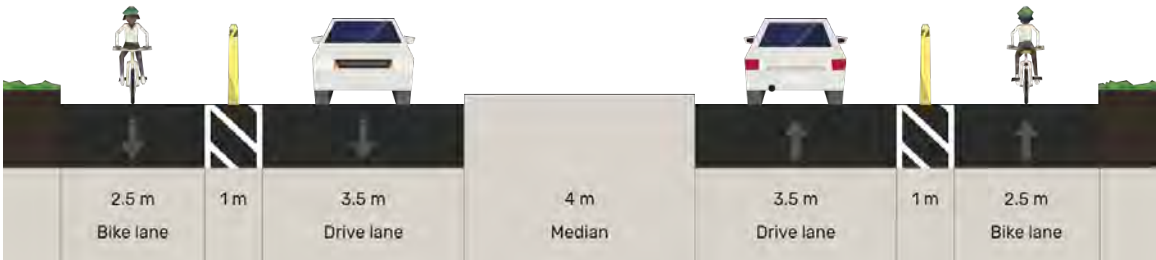 2.5 m
Bike lane
1 m
3.5 m
Drive lane
4 m
Median
3.5 m
Drive lane
1 m
2.5 m
Bike lane